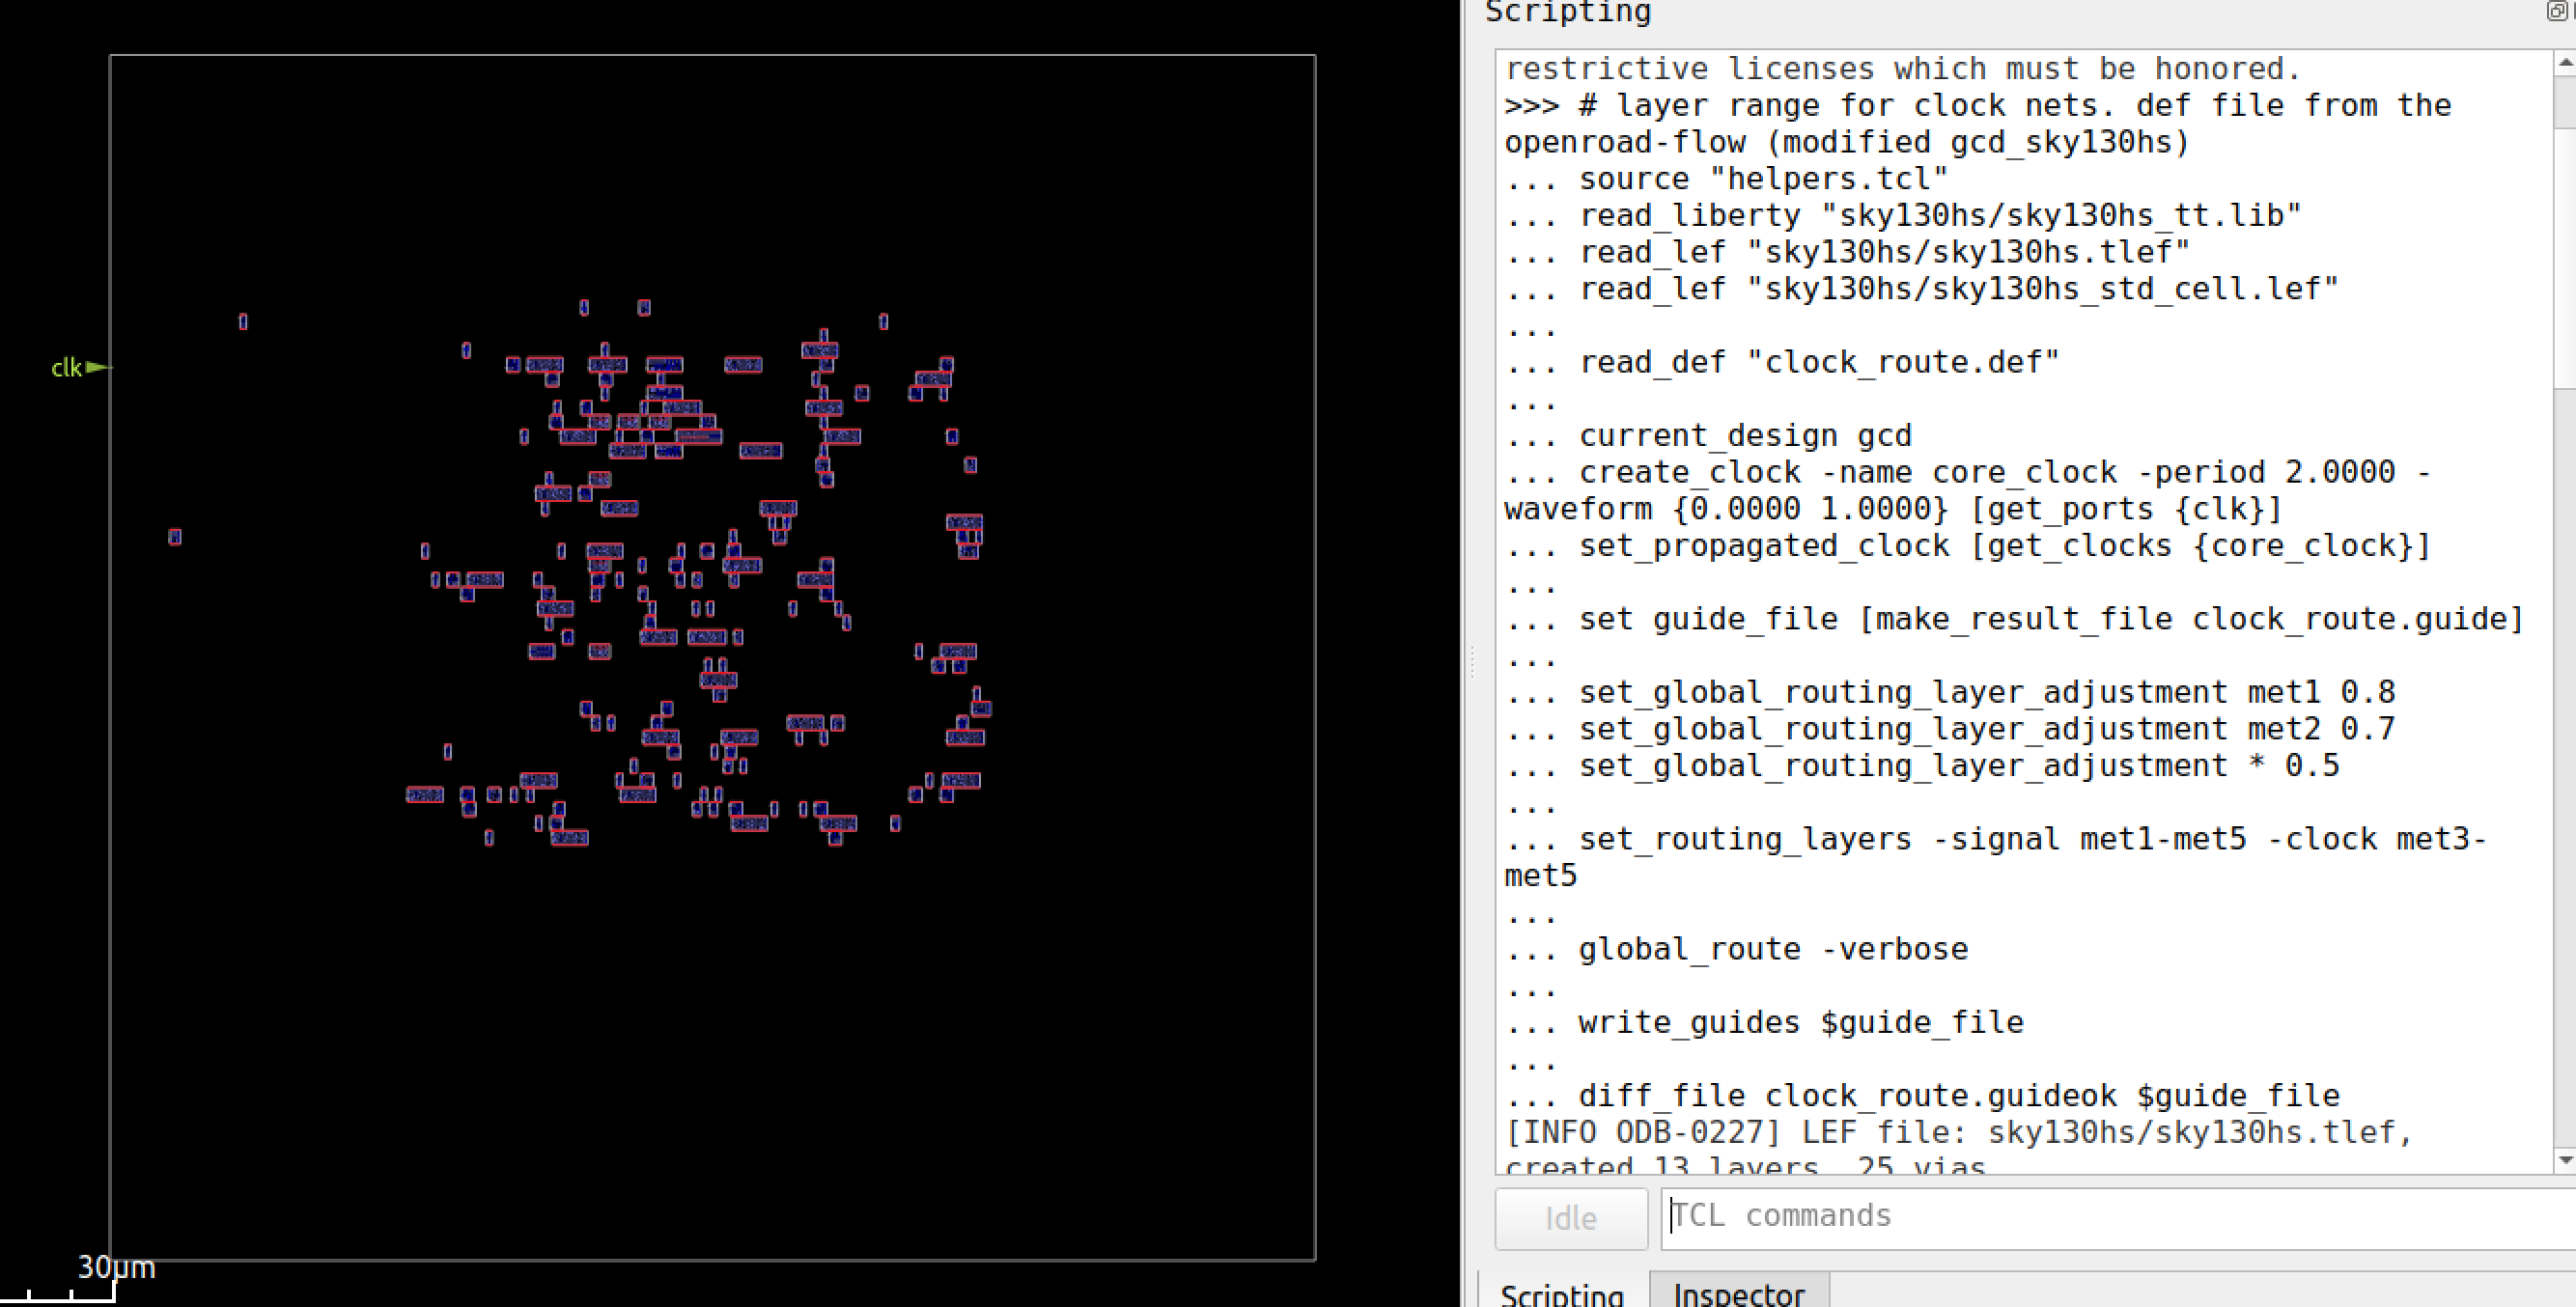 Scripting
restrictive licenses which must be honored.
>>> # layer range for clock nets. def file from the
openroad-flow (modified gcd_sky130hs)
... source "helpers.tcl"
... read_liberty "sky130hs/sky130hs_tt.lib"
... read_lef "sky130hs/sky130hs.tlef"
... read_lef "sky130hs/sky130hs_std_cell.lef"
...
... read_def "clock_route.def"
...
... current_design gcd
... create_clock -name core_clock -period 2.0000 -
waveform {0.0000 1.0000} [get_ports {clk}]
... set_propagated_clock [get_clocks {core_clock}]
...
... set guide_file [make_result_file clock_route.guide]
...
... set_global_routing_layer_adjustment met1 0.8
... set_global_routing_layer_adjustment met2 0.7
... set_global_routing_layer_adjustment * 0.5
...
... set_routing_layers -signal met1-met5 -clock met3-
met5
...
... global_route -verbose
...
... write_guides $guide_file
...
... diff_file clock_route.guideok $guide_file
[INFO ODB-0227] LEF file: sky130hs/sky130hs.tlef,
created 13 layers, 25 vias
Idle
TCL commands
Scripting
Inspector
clk
30µm